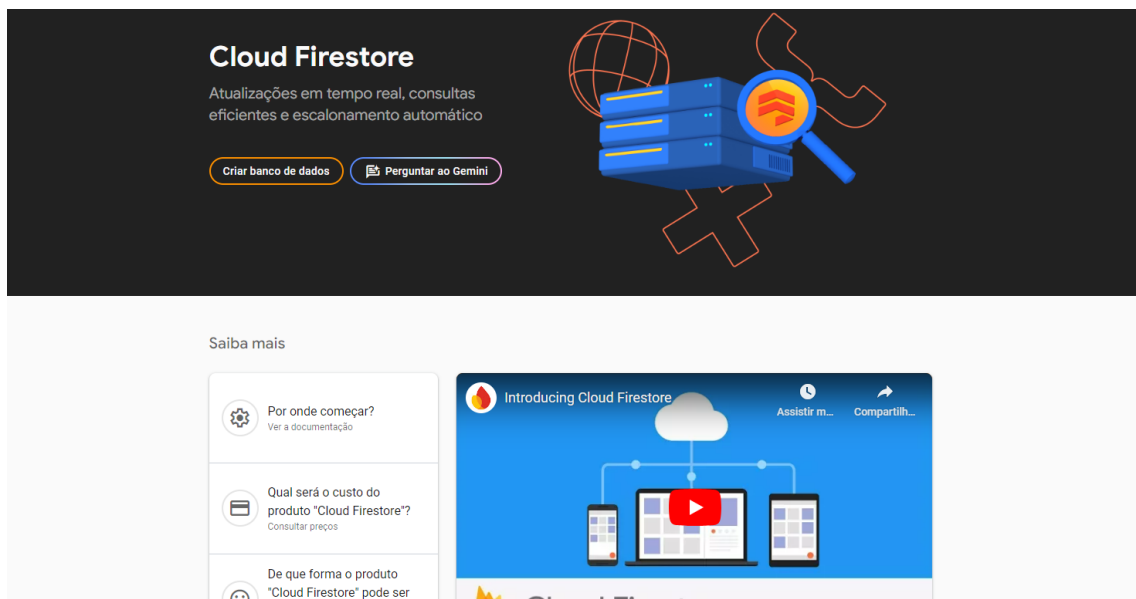 Cloud Firestore
Atualizações em tempo real, consultas
eficientes e escalonamento automático
Criar banco de dados
Perguntar ao Gemini
Saiba mais
Por onde começar?
Ver a documentação
Qual será o custo do
produto "Cloud Firestore"?
Consultar preços
De que forma o produto
"Cloud Firestore" pode ser
Introducing Cloud Firestore
Assistir m...
Compartilh...
Cloud Firestore